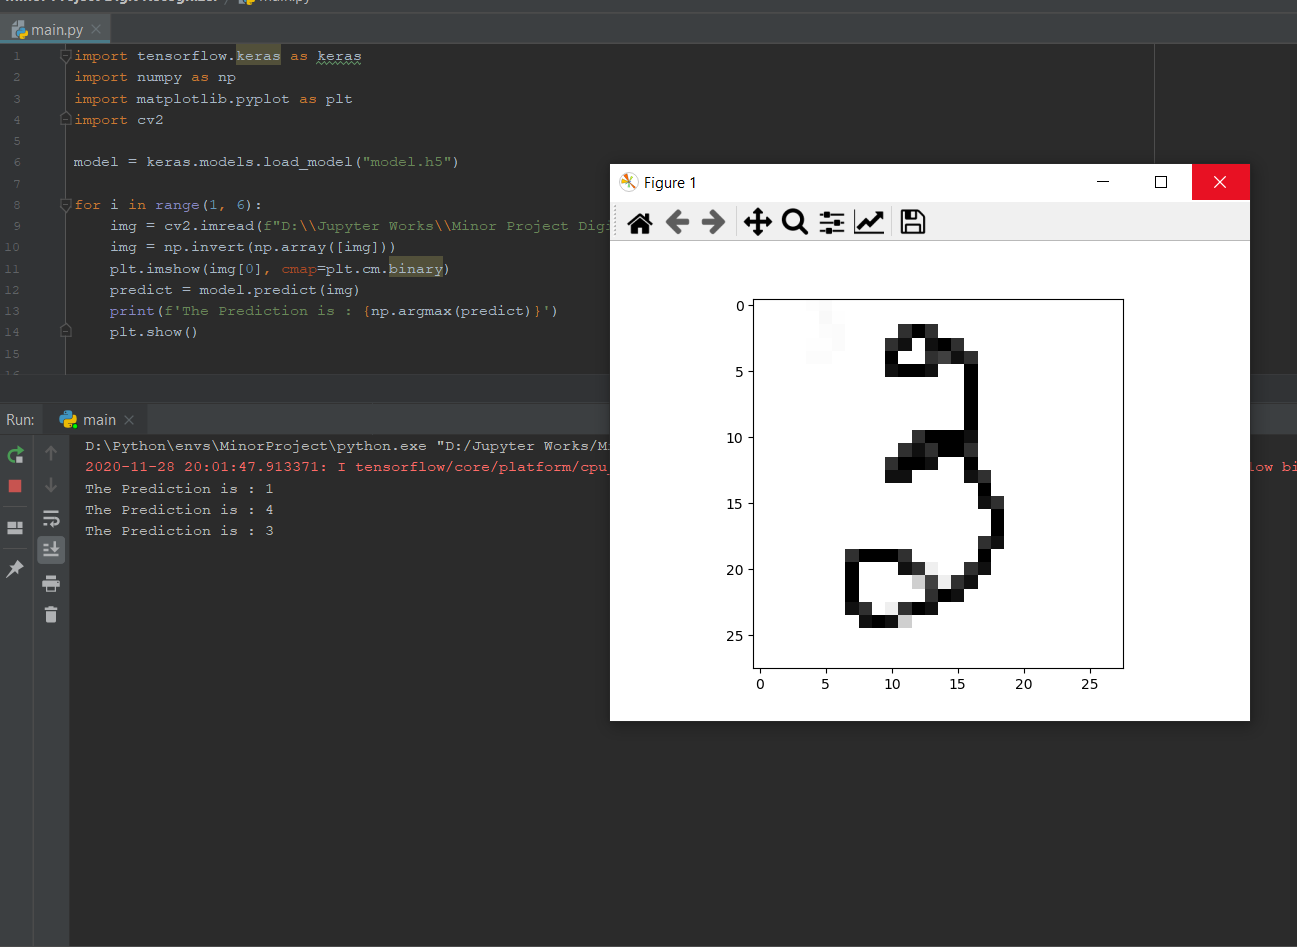 main.py
1 import tensorflow.keras as keras
2 import numpy as np
3 import matplotlib.pyplot as plt
4 import cv2
5
6 model = keras.models.load_model("model.h5")
7
8 for i in range(1, 6):
9 img = cv2.imread(f"D:\\Jupyter Works\\Minor Project Digi
10 img = np.invert(np.array([img]))
11 plt.imshow(img[0], cmap=plt.cm.binary)
12 predict = model.predict(img)
13 print(f'The Prediction is : {np.argmax(predict)}')
14 plt.show()
15
Run: main
D:\Python\envs\MinorProject\python.exe "D:/Jupyter Works/Mi
2020-11-28 20:01:47.913371: I tensorflow/core/platform/cpu_
low bi
The Prediction is : 1
The Prediction is : 4
The Prediction is : 3
Figure 1
0
5
10
15
20
25
0 5 10 15 20 25
3